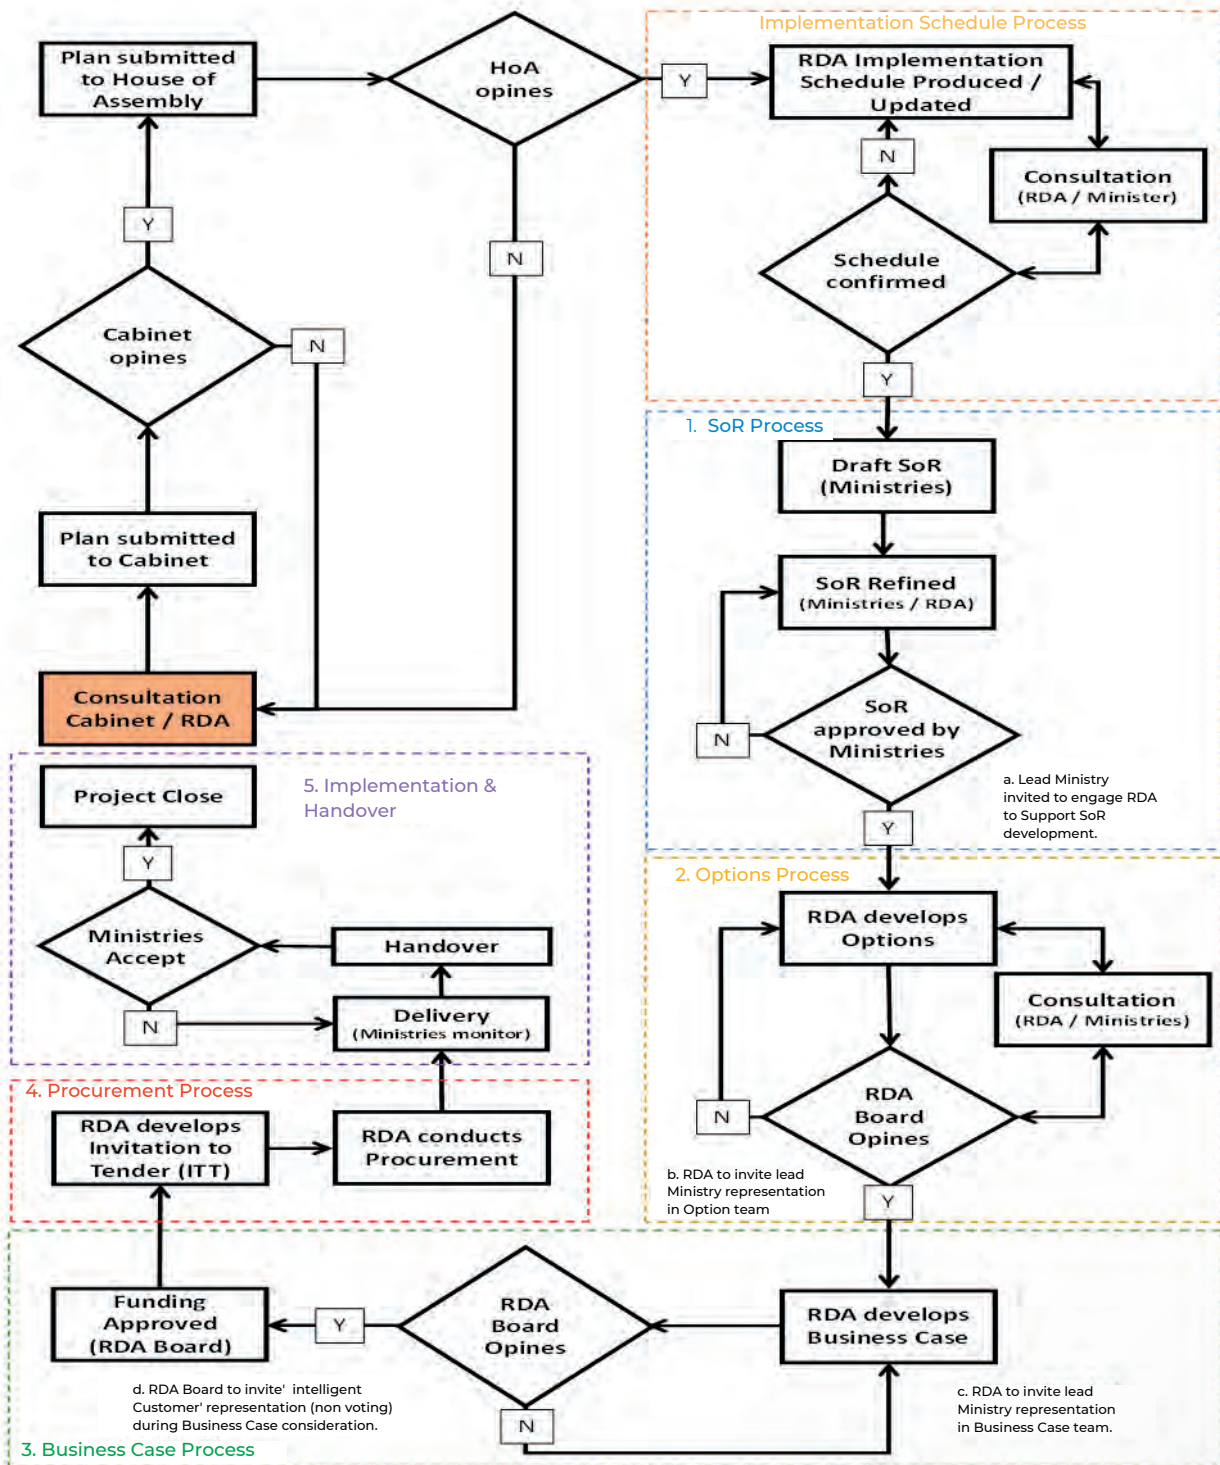 Plan submitted
to House of
Assembly
HoA
opines
Y
Implementation Schedule Process
RDA Implementation
Schedule Produced /
Updated
N
Consultation
(RDA / Minister)
Schedule
confirmed
Y
Y
N
Cabinet
opines
N
Plan submitted
to Cabinet
Consultation
Cabinet / RDA
1. SoR Process
Draft SoR
(Ministries)
SoR Refined
(Ministries / RDA)
SoR
approved by
Ministries
N
Y
a. Lead Ministry
invited to engage RDA
to Support SoR
development.
2. Options Process
RDA develops
Options
Consultation
(RDA / Ministries)
RDA
Board
Opines
N
b. RDA to invite lead
Ministry representation
in Option team
Y
5. Implementation &
Handover
Project Close
Y
Ministries
Accept
Handover
N
Delivery
(Ministries monitor)
4. Procurement Process
RDA develops
Invitation to
Tender (ITT)
RDA conducts
Procurement
Funding
Approved
(RDA Board)
Y
RDA
Board
Opines
RDA develops
Business Case
N
d. RDA Board to invite' intelligent
Customer' representation (non voting)
during Business Case consideration.
c. RDA to invite lead
Ministry representation
in Business Case team.
3. Business Case Process